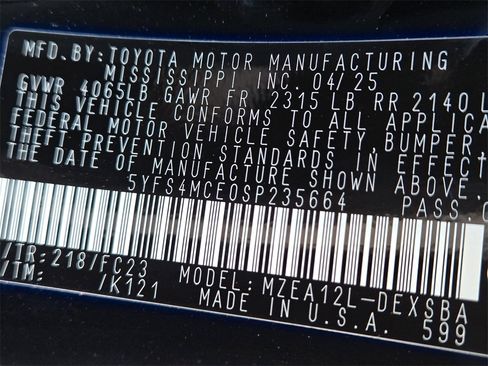 MFD.BY:TOYOTA MOTOR MANUFACTURING
MISSISSIPPI INC. 04/25
GVWR 4065LB GAWR FR 2315 LB RR 2140 L
THIS VEHICLE CONFORMS TO ALL APPLICA
FEDERAL MOTOR VEHICLE SAFETY, BUMPER,
THEFT PREVENTION STANDARDS IN EFFECT
THE DATE OF MANUFACTURE SHOWN ABOVE.
5YFS4MCE0SP235664 PASS.C
/TR:218/FC23 MODEL:MZEA12L-DEXSBA
/TM: /K121 MADE IN U.S.A. 599